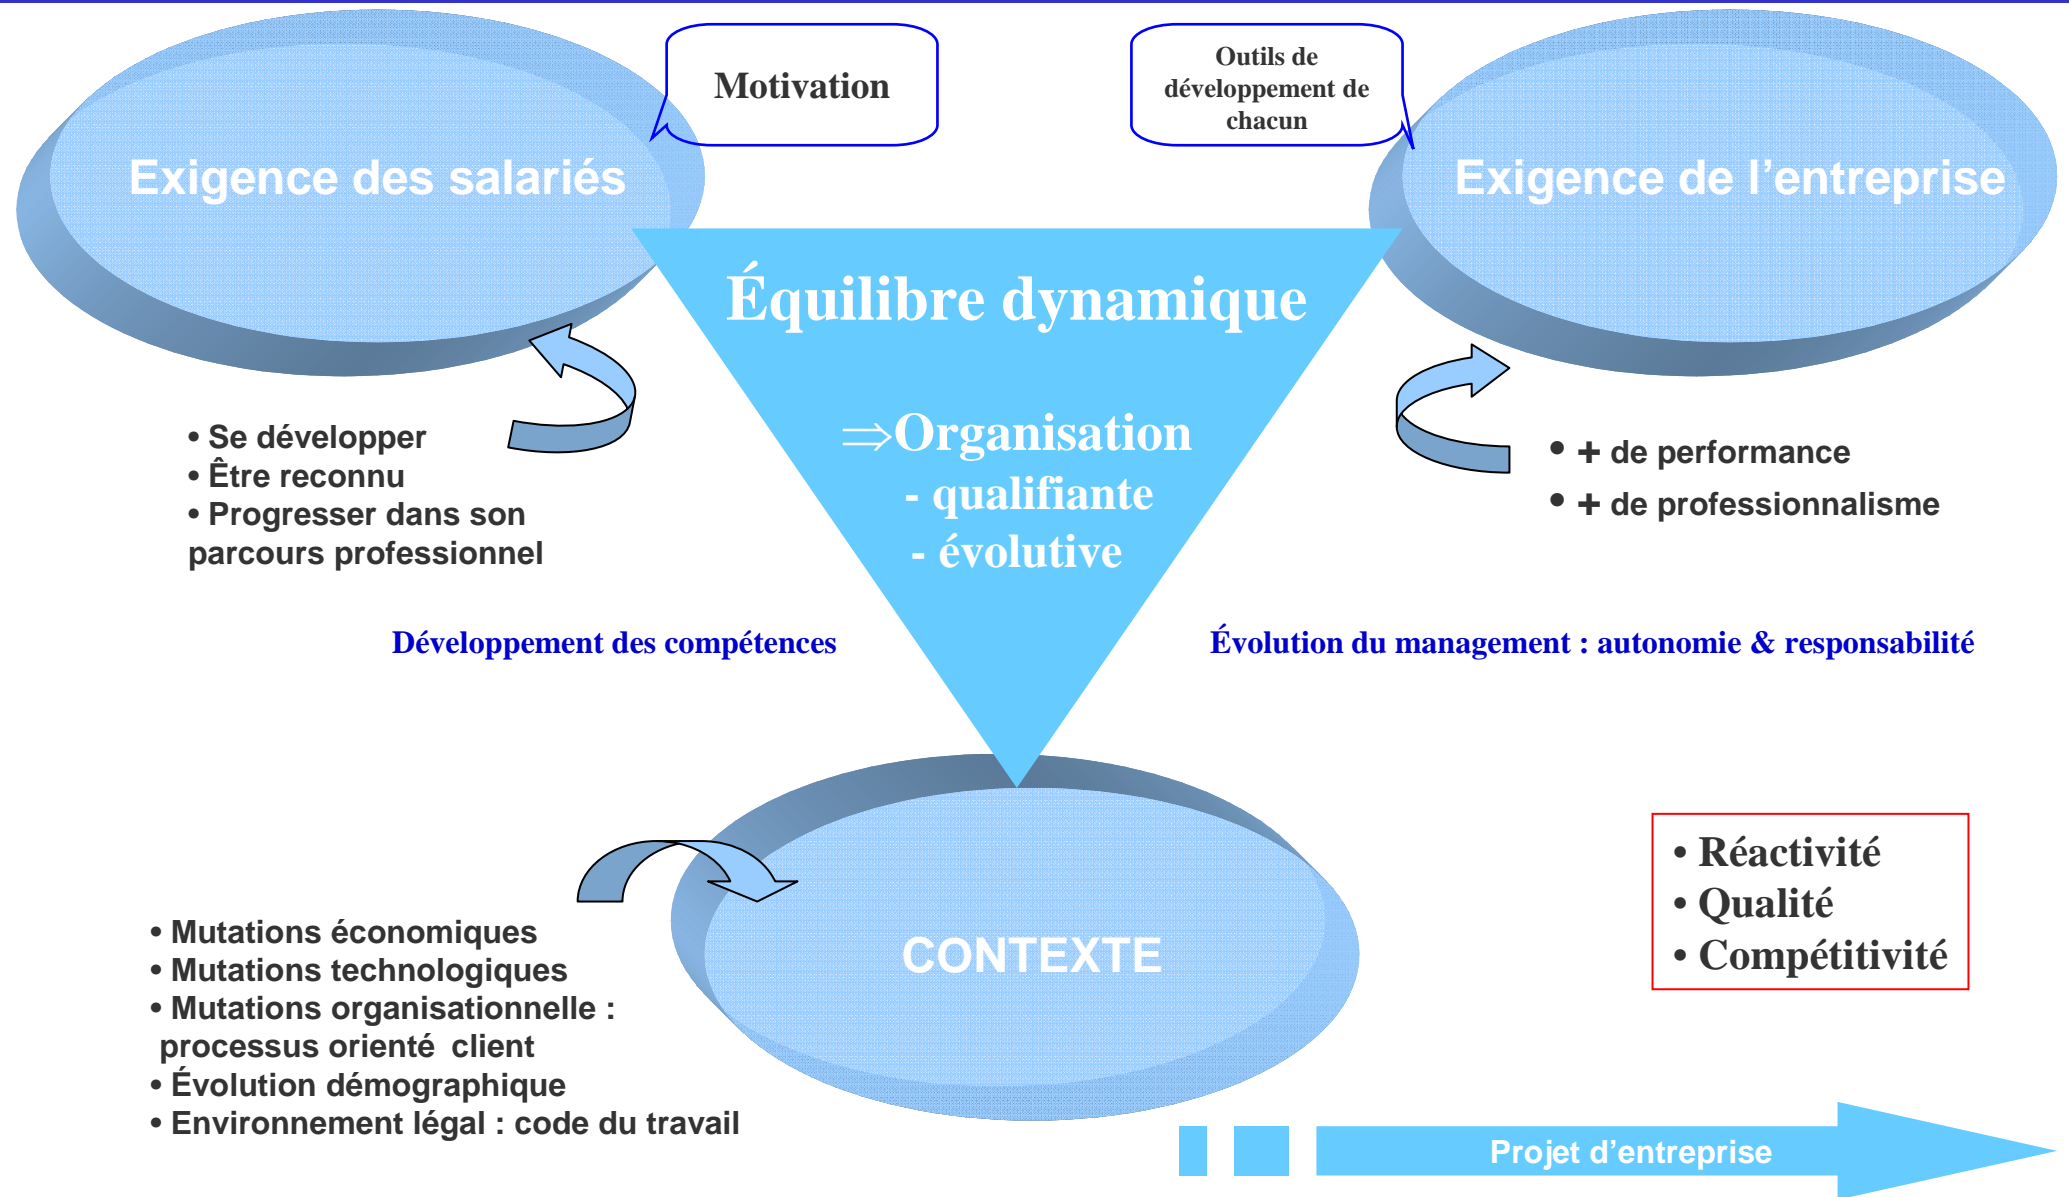 Motivation
Outils de
développement de
chacun
Exigence des salariés
Exigence de l’entreprise
Équilibre dynamique
⇒Organisation
- qualifiante
- évolutive
• Se développer
• Être reconnu
• Progresser dans son
parcours professionnel
• + de performance
• + de professionnalisme
Développement des compétences
Évolution du management : autonomie & responsabilité
CONTEXTE
• Mutations économiques
• Mutations technologiques
• Mutations organisationnelle :
processus orienté client
• Évolution démographique
• Environnement légal : code du travail
• Réactivité
• Qualité
• Compétitivité
Projet d’entreprise